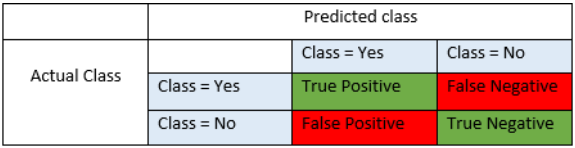 Predicted class
Class = Yes Class = No
Actual Class
Class = Yes True Positive False Negative
Class = No False Positive True Negative